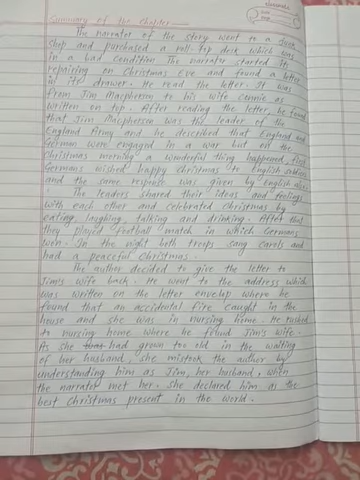 Summary of the chapter
The narrator of the story went to a junk
shop and purchased a roll-top desk which was
in a bad condition The narrator started it
repairing on Christmas Eve and found a letter
in its drawer. He read the letter. It was
from Jim Macpherson to his wife Connie as
written on top. After reading the letter, he found
that Jim Macpherson was the leader of the
England Army and he described that England and
German were engaged in a war but on the
Christmas morning a wonderful thing happened, first
Germans wished happy christmas to English soldiers
and the same response was given by English also.
The leaders shared their ideas and feelings
with each other and celebrated Christmas by
eating, laughing, talking and drinking. After that
they played football match in which Germans
won. In the night both troops sang carols and
had a peaceful Christmas.
The author decided to give the letter to
Jim's wife back. He went to the address which
was written on the letter envelop where he
found that an accidental fire caught in the
house and she was in nursing home. He rushed
to nursing home where he found Jim's wife.
As she had grown too old in the waiting
of her husband, she mistook the author by
understanding him as Jim, her husband, when
the narrator met her. She declared him as the
best Christmas present in the world.